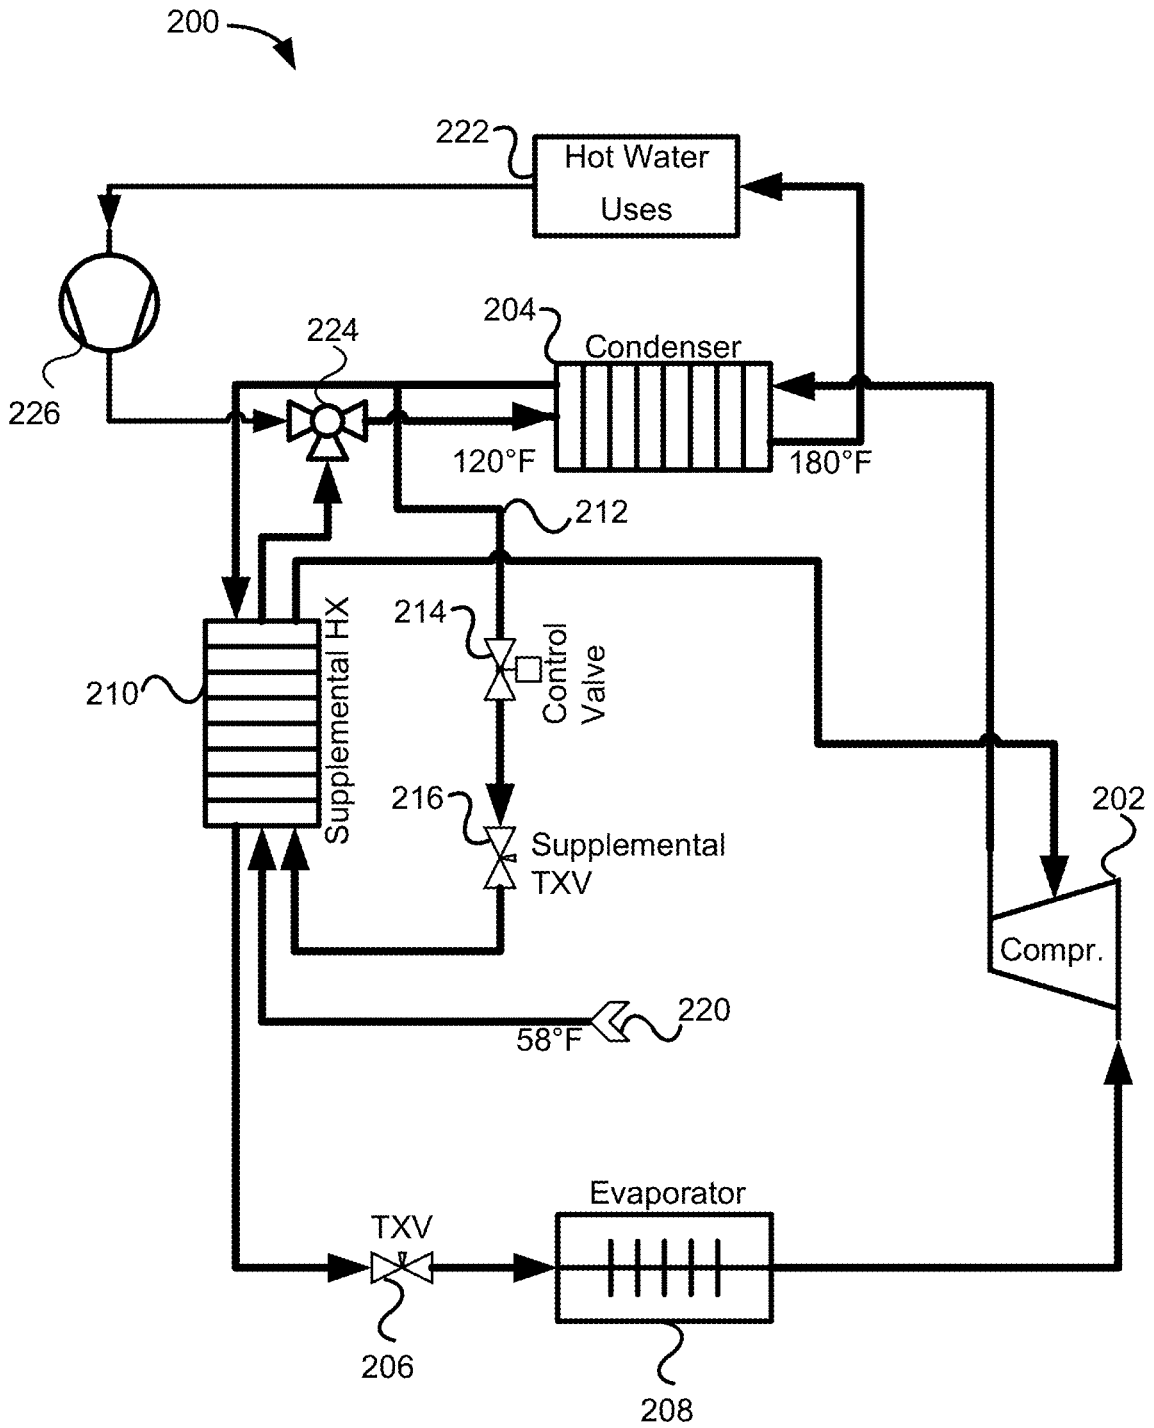 200
222
Hot Water
Uses
204
Condenser
224
226
120°F
180°F
212
214
Control
Valve
Supplemental HX
210
216
Supplemental
TXV
202
Compr.
220
58°F
Evaporator
TXV
206
208